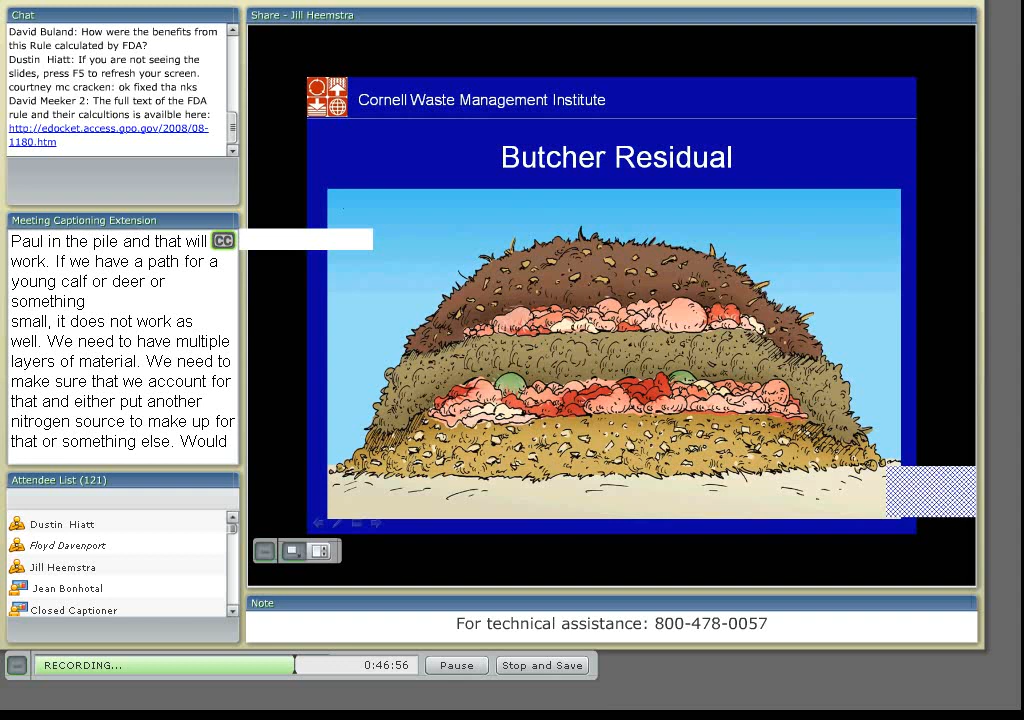 Chat
David Buland: How were the benefits from
this Rule calculated by FDA?
Dustin  Hiatt: If you are not seeing the
slides, press F5 to refresh your screen.
courtney mc cracken: ok fixed tha nks
David Meeker 2: The full text of the FDA
rule and their calcultions is availble here:
http://edocket.access.gpo.gov/2008/08-
1180.htm
Meeting Captioning Extension
CC
Paul in the pile and that will
work. If we have a path for a
young calf or deer or
something
small, it does not work as
well. We need to have multiple
layers of material. We need to
make sure that we account for
that and either put another
nitrogen source to make up for
that or something else. Would
Attendee List (121)
Dustin  Hiatt
Floyd Davenport
Jill Heemstra
Jean Bonhotal
Closed Captioner
Share - Jill Heemstra
Cornell Waste Management Institute
Butcher Residual
Note
For technical assistance: 800-478-0057
RECORDING...
0:46:56
Pause
Stop and Save